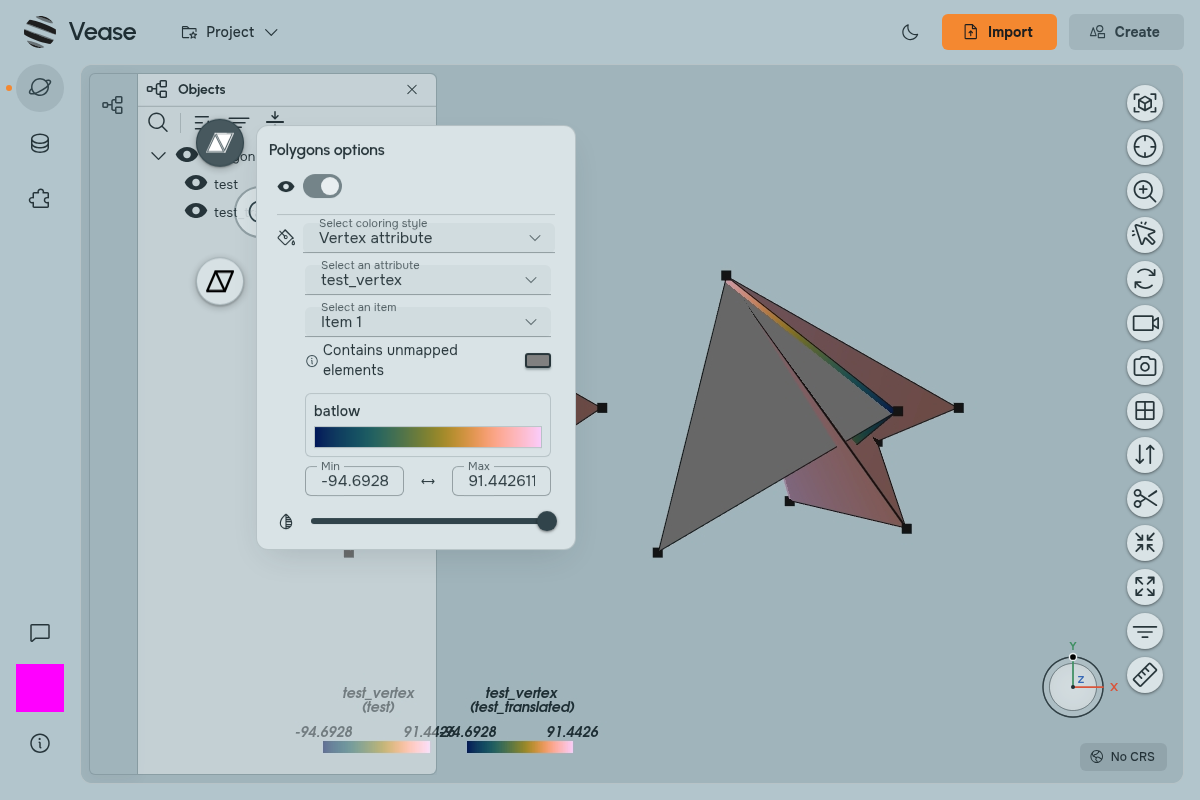 Vease
Project
Import
Create
Objects
test
test
Polygons options
Select coloring style
Vertex attribute
Select an attribute
test_vertex
Select an item
Item 1
Contains unmapped
elements
batlow
Min
Max
-94.6928
91.442611
test_vertex
(test)
-94.6928
91.4426
test_vertex
(test_translated)
-94.6928
91.4426
Y
Z
X
No CRS